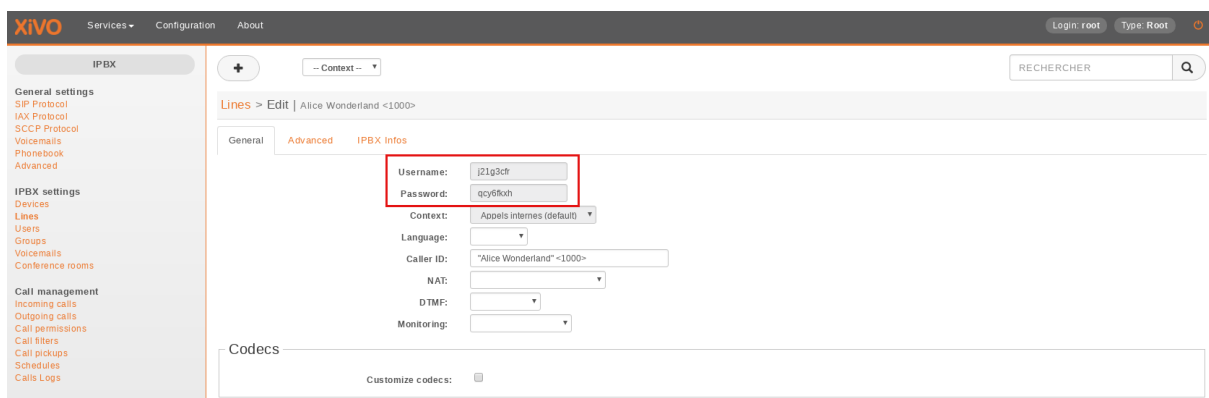 XiVO Services Configuration About Login: root Type: Root
IPBX
General settings
SIP Protocol
IAX Protocol
SCCP Protocol
Voicemails
Phonebook
Advanced
IPBX settings
Devices
Lines
Users
Groups
Voicemails
Conference rooms
Call management
Incoming calls
Outgoing calls
Call permissions
Call filters
Call pickups
Schedules
Calls Logs
+ -- Context -- RECHERCHER
Lines > Edit | Alice Wonderland <1000>
General Advanced IPBX Infos
Username: j21g3cfr
Password: qcy6fkxh
Context: Appels internes (default)
Language:
Caller ID: "Alice Wonderland" <1000>
NAT:
DTMF:
Monitoring:
Codecs
Customize codecs: